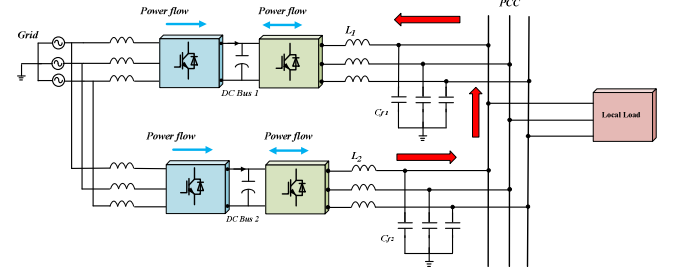 PCC
Power flow
Power flow
L1
Grid
DC Bus 1
Cf1
Local Load
Power flow
Power flow
L2
DC Bus 2
Cf2